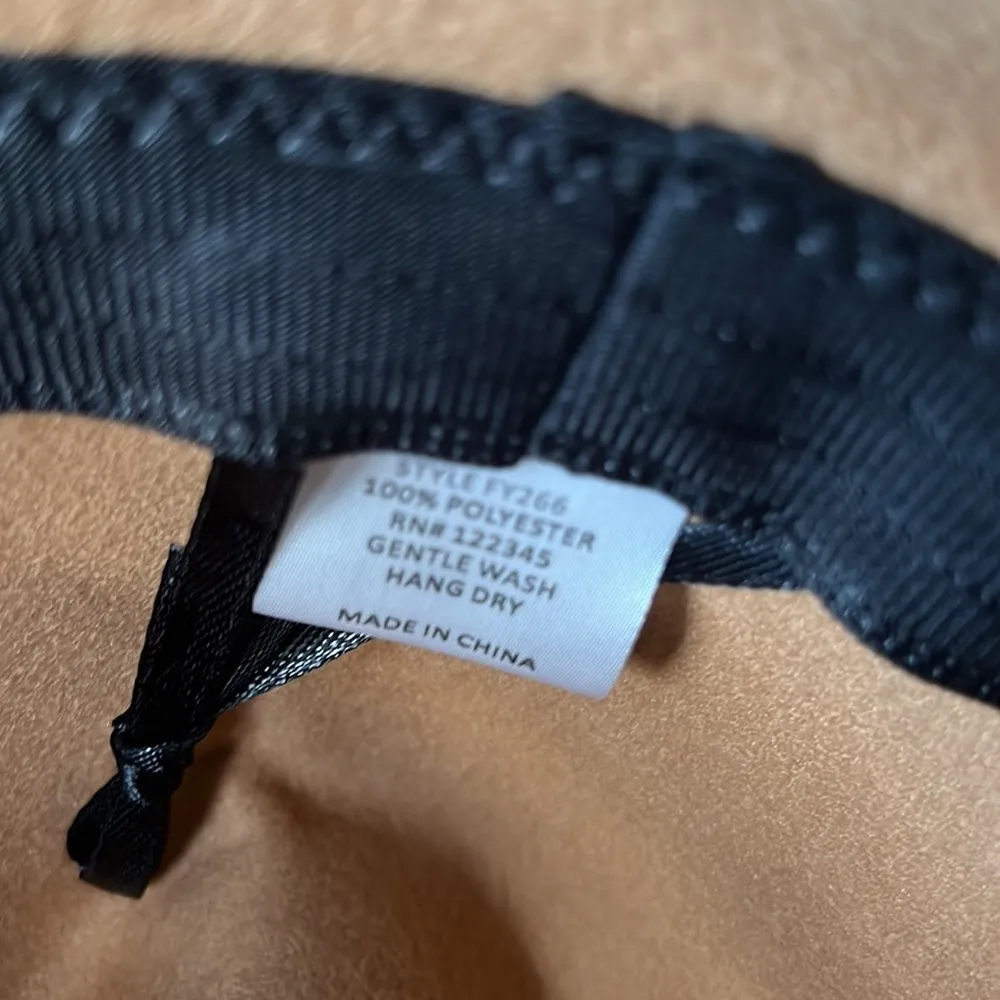 STYLE FY266
100% POLYESTER
RN# 122345
GENTLE WASH
HANG DRY
MADE IN CHINA